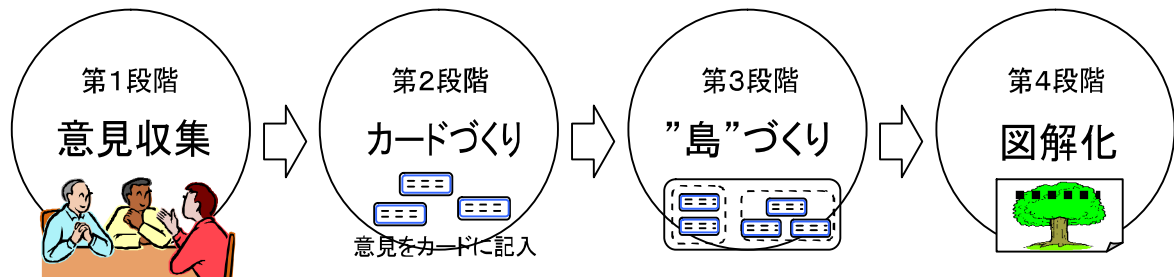 第1段階
意見収集
第2段階
カードづくり
意見をカードに記入
第3段階
”島”づくり
第4段階
図解化